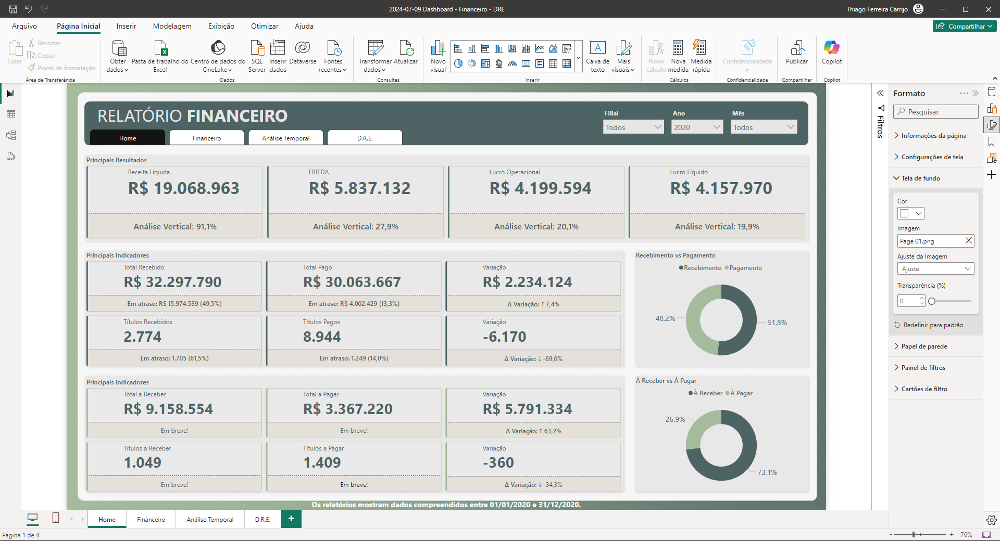 2024-07-09 Dashboard - Financeiro - DRE
Thiago Ferreira Carrijo
Arquivo
Página Inicial
Inserir
Modelagem
Exibição
Otimizar
Ajuda
Compartilhar
Colar
Recortar
Copiar
Pincel de formatação
Área de Transferência
Obter dados
Pasta de trabalho do Excel
Centro de dados do OneLake
SQL Server
Inserir dados
Dataverse
Fontes recentes
Dados
Transformar dados
Atualizar
Consultas
Novo visual
Caixa de texto
Mais visuais
Inserir
Novo cálculo
Nova medida
Medida rápida
Cálculos
Confidencialidade
Confidencialidade
Publicar
Compartilhar
Copilot
Copilot
RELATÓRIO FINANCEIRO
Filial
Todos
Ano
2020
Mês
Todos
Home
Financeiro
Análise Temporal
D.R.E.
Principais Resultados
Receita Líquida
R$ 19.068.963
Análise Vertical: 91,1%
EBITDA
R$ 5.837.132
Análise Vertical: 27,9%
Lucro Operacional
R$ 4.199.594
Análise Vertical: 20,1%
Lucro Líquido
R$ 4.157.970
Análise Vertical: 19,9%
Principais Indicadores
Total Recebido
R$ 32.297.790
Em atraso: R$ 15.974.539 (49,5%)
Total Pago
R$ 30.063.667
Em atraso: R$ 4.002.429 (13,3%)
Variação
R$ 2.234.124
Δ Variação: ↑ 7,4%
Títulos Recebidos
2.774
Em atraso: 1.705 (61,5%)
Títulos Pagos
8.944
Em atraso: 1.249 (14,0%)
Variação
-6.170
Δ Variação: ↓ -69,0%
Recebimento vs Pagamento
Recebimento
Pagamento
48,2%
51,8%
Principais Indicadores
Total a Receber
R$ 9.158.554
Em breve!
Total a Pagar
R$ 3.367.220
Em breve!
Variação
R$ 5.791.334
Δ Variação: ↑ 63,2%
Títulos a Receber
1.049
Em breve!
Títulos a Pagar
1.409
Em breve!
Variação
-360
Δ Variação: ↓ -34,3%
À Receber vs À Pagar
À Receber
À Pagar
26,9%
73,1%
Os relatórios mostram dados compreendidos entre 01/01/2020 e 31/12/2020.
Filtros
Formato
Pesquisar
Informações da página
Configurações de tela
Tela de fundo
Cor
Imagem
Page 01.png
Ajuste da Imagem
Ajuste
Transparência (%)
0
Redefinir para padrão
Papel de parede
Painel de filtros
Cartões de filtro
Home
Financeiro
Análise Temporal
D.R.E.
+
Página 1 de 4
- + 76%